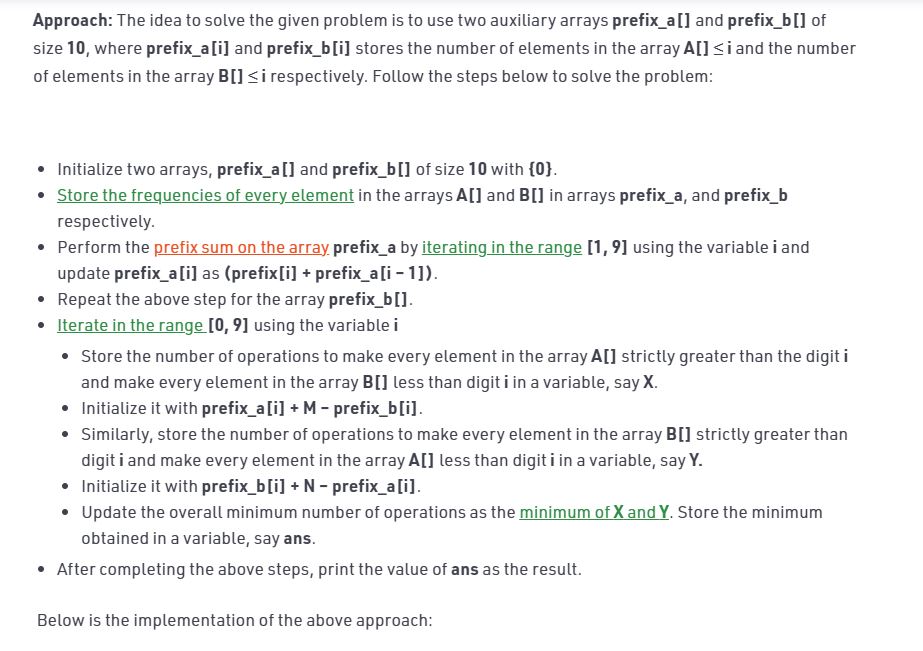 Approach: The idea to solve the given problem is to use two auxiliary arrays prefix_a[] and prefix_b[] of
size 10, where prefix_a[i] and prefix_b[i] stores the number of elements in the array A[] ≤ i and the number
of elements in the array B[] ≤ i respectively. Follow the steps below to solve the problem:
• Initialize two arrays, prefix_a[] and prefix_b[] of size 10 with {0}.
• Store the frequencies of every element in the arrays A[] and B[] in arrays prefix_a, and prefix_b
respectively.
• Perform the prefix sum on the array prefix_a by iterating in the range [1, 9] using the variable i and
update prefix_a[i] as (prefix[i] + prefix_a[i – 1]).
• Repeat the above step for the array prefix_b[].
• Iterate in the range [0, 9] using the variable i
• Store the number of operations to make every element in the array A[] strictly greater than the digit i
and make every element in the array B[] less than digit i in a variable, say X.
• Initialize it with prefix_a[i] + M – prefix_b[i].
• Similarly, store the number of operations to make every element in the array B[] strictly greater than
digit i and make every element in the array A[] less than digit i in a variable, say Y.
• Initialize it with prefix_b[i] + N – prefix_a[i].
• Update the overall minimum number of operations as the minimum of X and Y. Store the minimum
obtained in a variable, say ans.
• After completing the above steps, print the value of ans as the result.
Below is the implementation of the above approach: